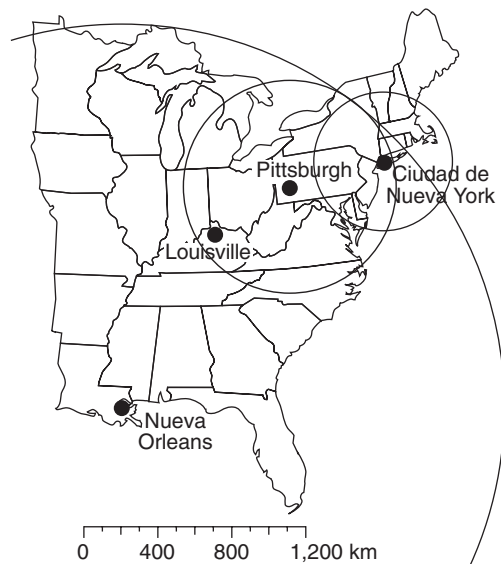 Pittsburgh
Ciudad de
Nueva York
Louisville
Nueva
Orleans
0 400 800 1,200 km